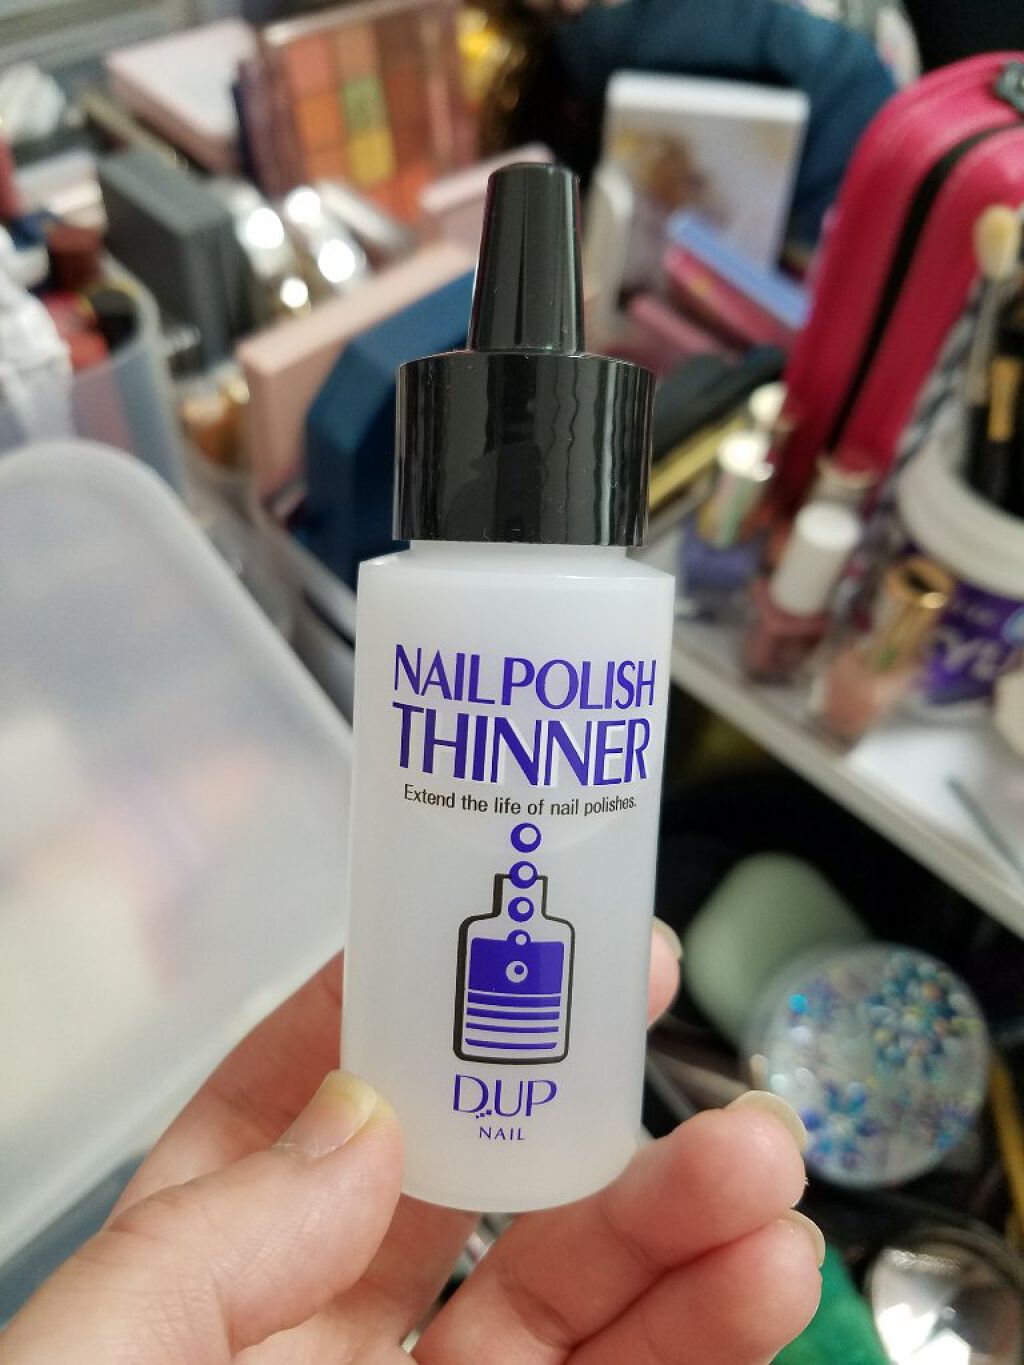 NAIL POLISH
THINNER
Extend the life of nail polishes.
D.UP
NAIL